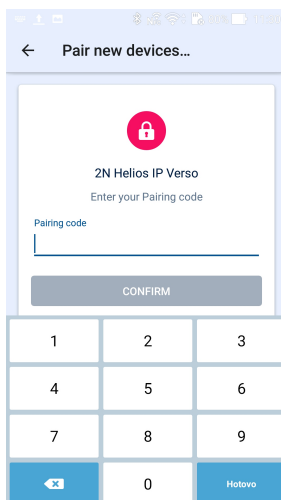 Pair new devices...
2N Helios IP Verso
Enter your Pairing code
Pairing code
CONFIRM
1 2 3
4 5 6
7 8 9
0 Hotovo